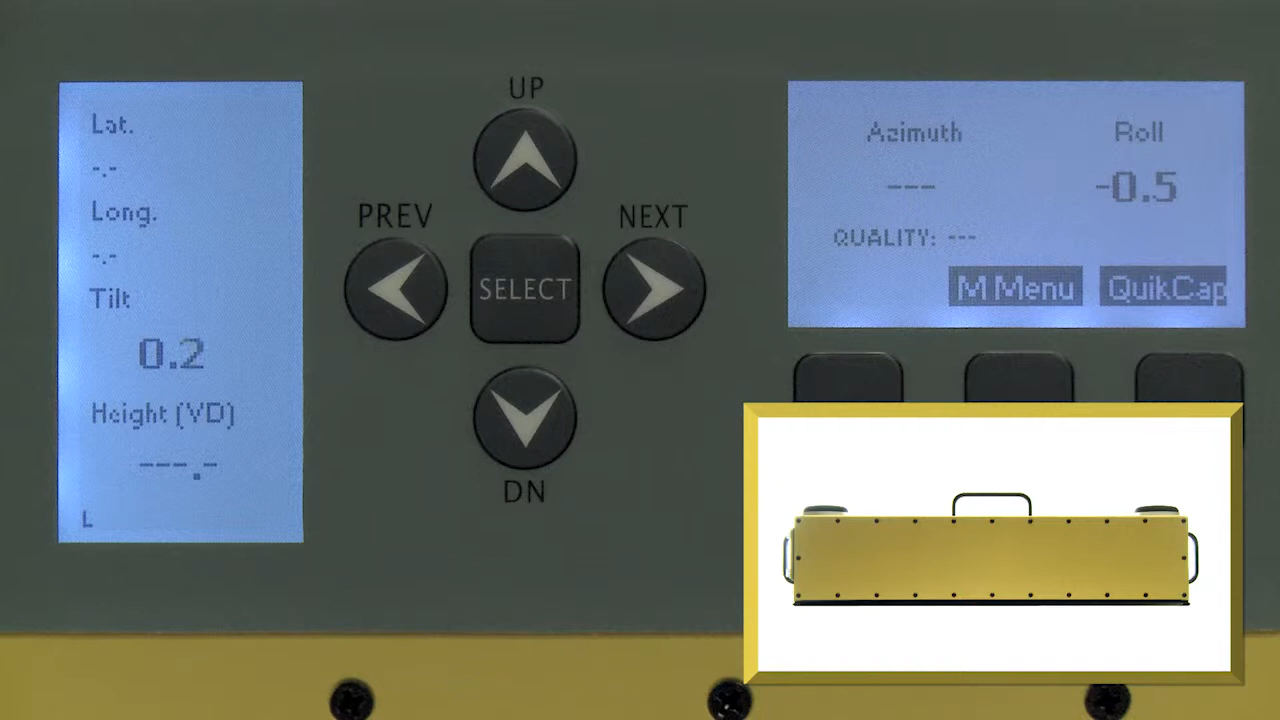 Lat.
-.-
Long.
-.-
Tilt
0.2
Height (VD)
---.-
L
UP
PREV
NEXT
SELECT
DN
Azimuth Roll
--- -0.5
QUALITY: ---
M Menu QuikCap